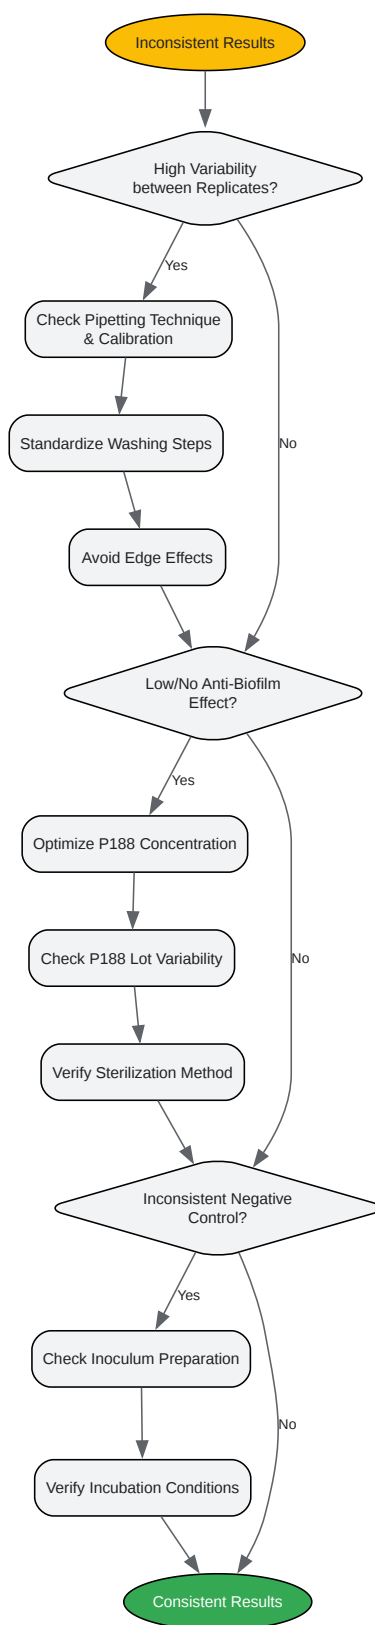 Inconsistent Results
High Variability
between Replicates?
Yes
Check Pipetting Technique
& Calibration
Standardize Washing Steps
No
Avoid Edge Effects
Low/No Anti-Biofilm
Effect?
Yes
Optimize P188 Concentration
Check P188 Lot Variability
No
Verify Sterilization Method
Inconsistent Negative
Control?
Yes
Check Inoculum Preparation
No
Verify Incubation Conditions
Consistent Results